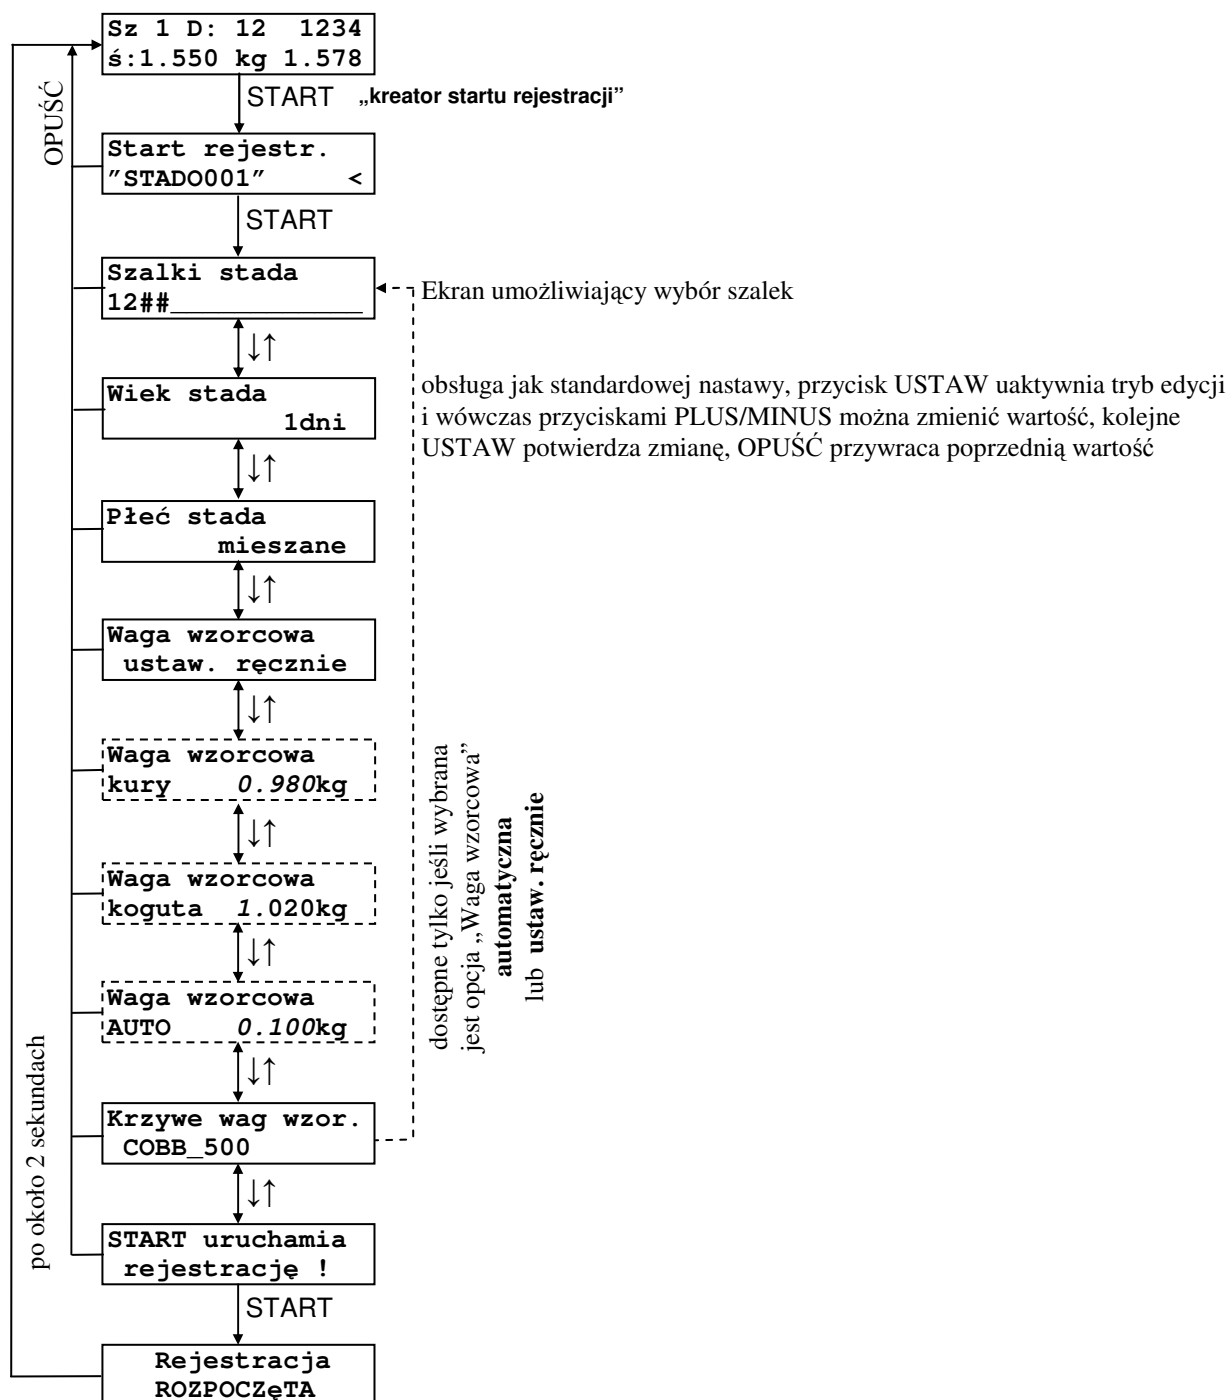 Sz 1 D: 12 1234
ś:1.550 kg 1.578
START „kreator startu rejestracji”
OPUŚĆ
Start rejestr.
”STADO001” <
START
Szalki stada
12##______________
Ekran umożliwiający wybór szalek
↓↑
Wiek stada
1dni
obsługa jak standardowej nastawy, przycisk USTAW uaktywnia tryb edycji
i wówczas przyciskami PLUS/MINUS można zmienić wartość, kolejne
USTAW potwierdza zmianę, OPUŚĆ przywraca poprzednią wartość
↓↑
Płeć stada
mieszane
↓↑
Waga wzorcowa
ustaw. ręcznie
↓↑
Waga wzorcowa
kury 0.980kg
↓↑
Waga wzorcowa
koguta 1.020kg
↓↑
Waga wzorcowa
AUTO 0.100kg
dostępne tylko jeśli wybrana
jest opcja „Waga wzorcowa”
automatyczna
lub ustaw. ręcznie
↓↑
Krzywe wag wzor.
COBB_500
↓↑
START uruchamia
rejestrację !
START
po około 2 sekundach
Rejestracja
ROZPOCZęTA